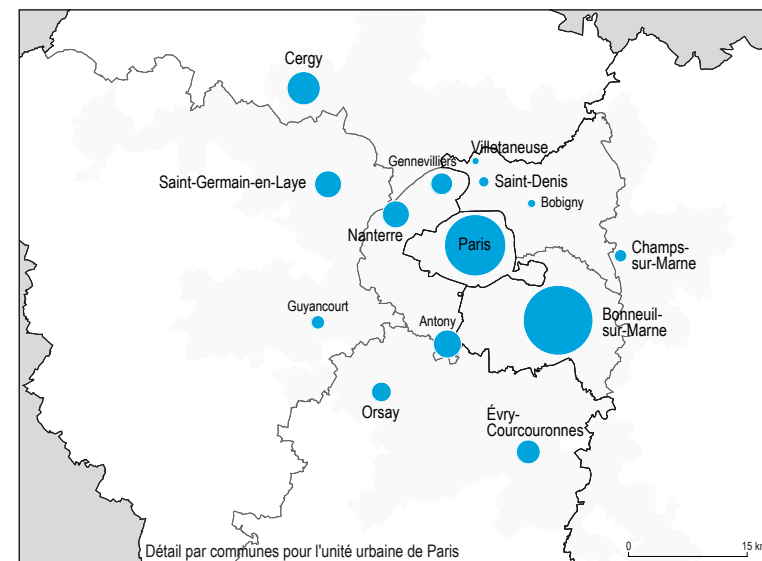 Cergy
Villetaneuse
Gennevilliers
Saint-Germain-en-Laye
Saint-Denis
Bobigny
Nanterre
Paris
Champs-
sur-Marne
Guyancourt
Antony
Bonneuil-
sur-Marne
Orsay
Évry-
Courcouronnes
Détail par communes pour l'unité urbaine de Paris
0
15 km